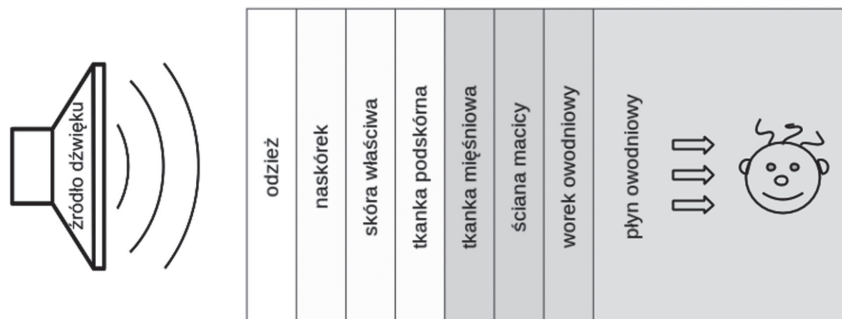 źródło dźwięku
odzież
naskórek
skóra właściwa
tkanka podskórna
tkanka mięśniowa
ściana macicy
worek owodniowy
płyn owodniowy